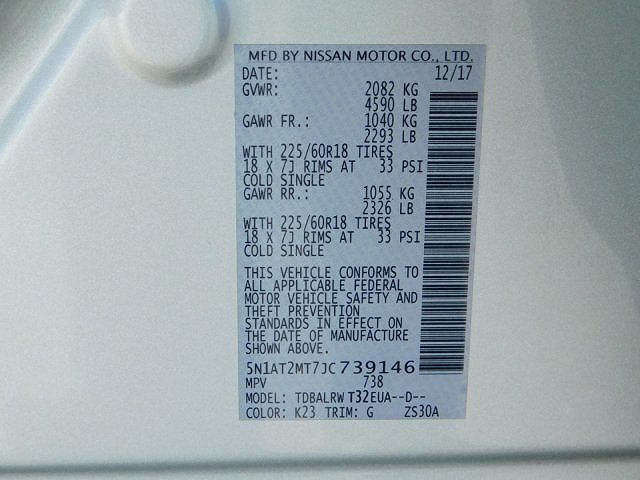 MFD BY NISSAN MOTOR CO., LTD.
DATE: 12/17
GVWR: 2082 KG
4590 LB
GAWR FR.: 1040 KG
2293 LB
WITH 225/60R18 TIRES
18 X 7J RIMS AT 33 PSI
COLD SINGLE
GAWR RR.: 1055 KG
2326 LB
WITH 225/60R18 TIRES
18 X 7J RIMS AT 33 PSI
COLD SINGLE
THIS VEHICLE CONFORMS TO
ALL APPLICABLE FEDERAL
MOTOR VEHICLE SAFETY AND
THEFT PREVENTION
STANDARDS IN EFFECT ON
THE DATE OF MANUFACTURE
SHOWN ABOVE.
5N1AT2MT7JC739146
MPV 738
MODEL: TDBALRW T32EUA--D--
COLOR: K23 TRIM: G ZS30A